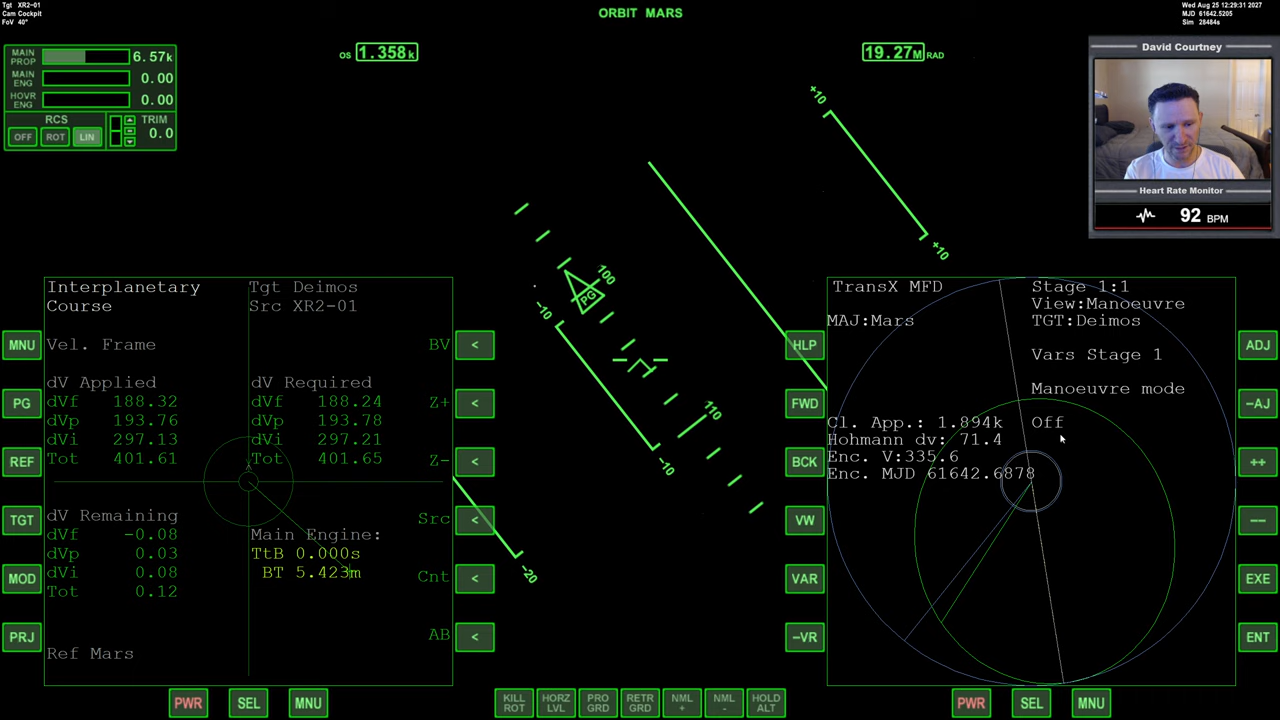 Tgt XR2-01
Cam Cockpit
FoV 40°
ORBIT MARS
Wed Aug 25 12:29:31 2027
MJD 61642.5205
Sim 28484s
MAIN PROP 6.57k
MAIN ENG 0.00
HOVR ENG 0.00
RCS TRIM
OFF ROT LIN 0.0
OS 1.358k
19.27M RAD
David Courtney
Heart Rate Monitor
92 BPM
+10
+10
100
PG
-10
110
-10
-20
Interplanetary Tgt Deimos
Course Src XR2-01
Vel. Frame
dV Applied dV Required
dVf 188.32 dVf 188.24
dVp 193.76 dVp 193.78
dVi 297.13 dVi 297.21
Tot 401.61 Tot 401.65
dV Remaining
dVf -0.08 Main Engine:
dVp 0.03 TtB 0.000s
dVi 0.08 BT 5.423m
Tot 0.12
Ref Mars
MNU
PG
REF
TGT
MOD
PRJ
BV <
Z+ <
Z- <
Src <
Cnt <
AB <
PWR SEL MNU
KILL ROT
HORZ LVL
PRO GRD
RETR GRD
NML +
NML -
HOLD ALT
TransX MFD Stage 1:1
View:Manoeuvre
MAJ:Mars TGT:Deimos
Vars Stage 1
Manoeuvre mode
Cl. App.: 1.894k Off
Hohmann dv: 71.4
Enc. V:335.6
Enc. MJD 61642.6878
HLP
FWD
BCK
VW
VAR
-VR
ADJ
-AJ
++
--
EXE
ENT
PWR SEL MNU